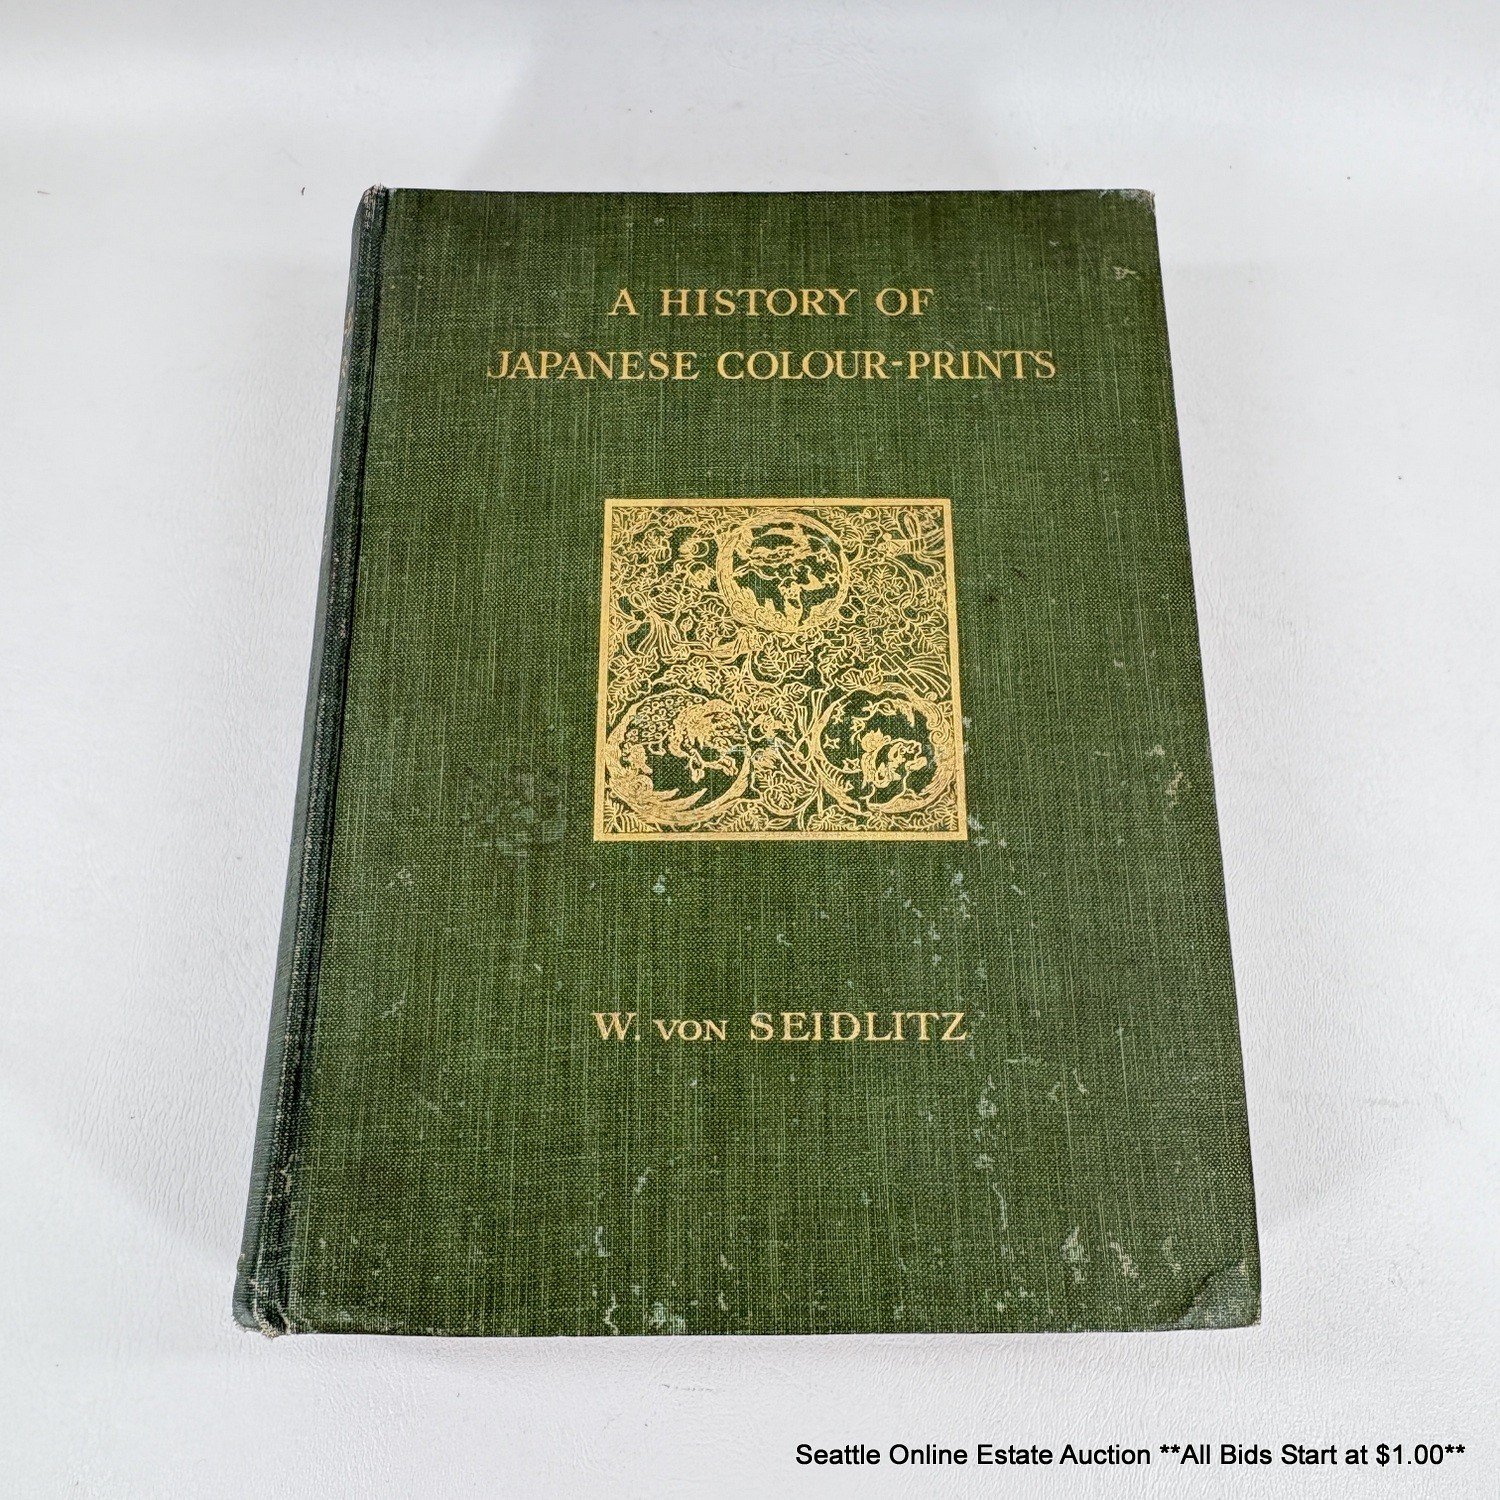 A HISTORY OF
JAPANESE COLOUR-PRINTS
W. VON SEIDLITZ
Seattle Online Estate Auction **All Bids Start at $1.00**